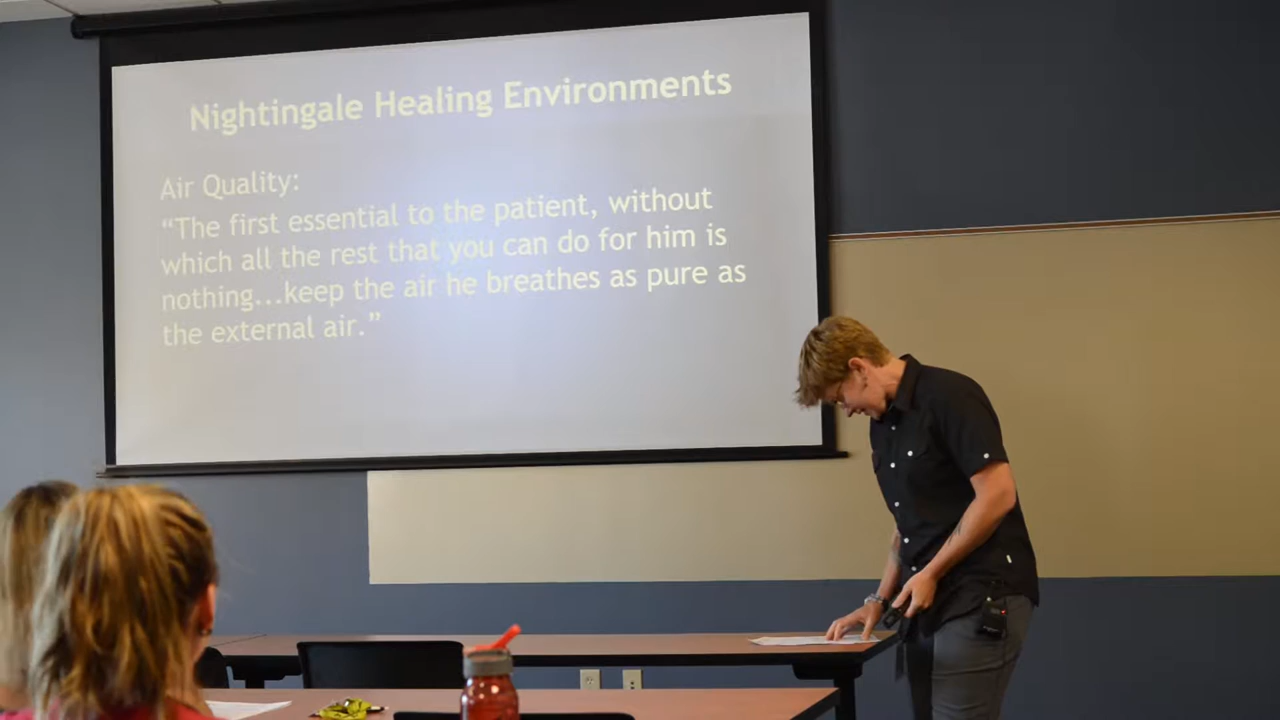 Nightingale Healing Environments
Air Quality:
“The first essential to the patient, without
which all the rest that you can do for him is
nothing...keep the air he breathes as pure as
the external air.”